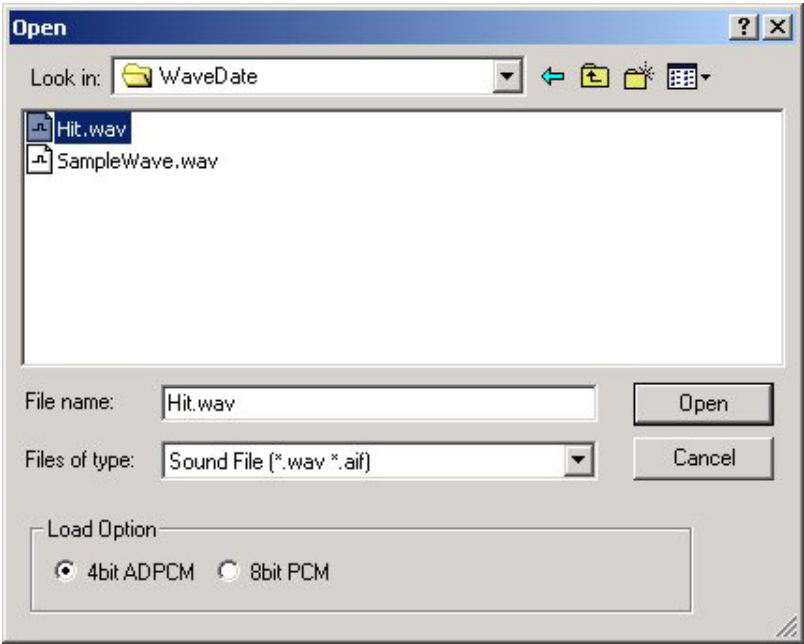 Open
Look in: WaveDate
Hit.wav
SampleWave.wav
File name: Hit.wav Open
Files of type: Sound File (*.wav *.aif) Cancel
Load Option
4bit ADPCM 8bit PCM